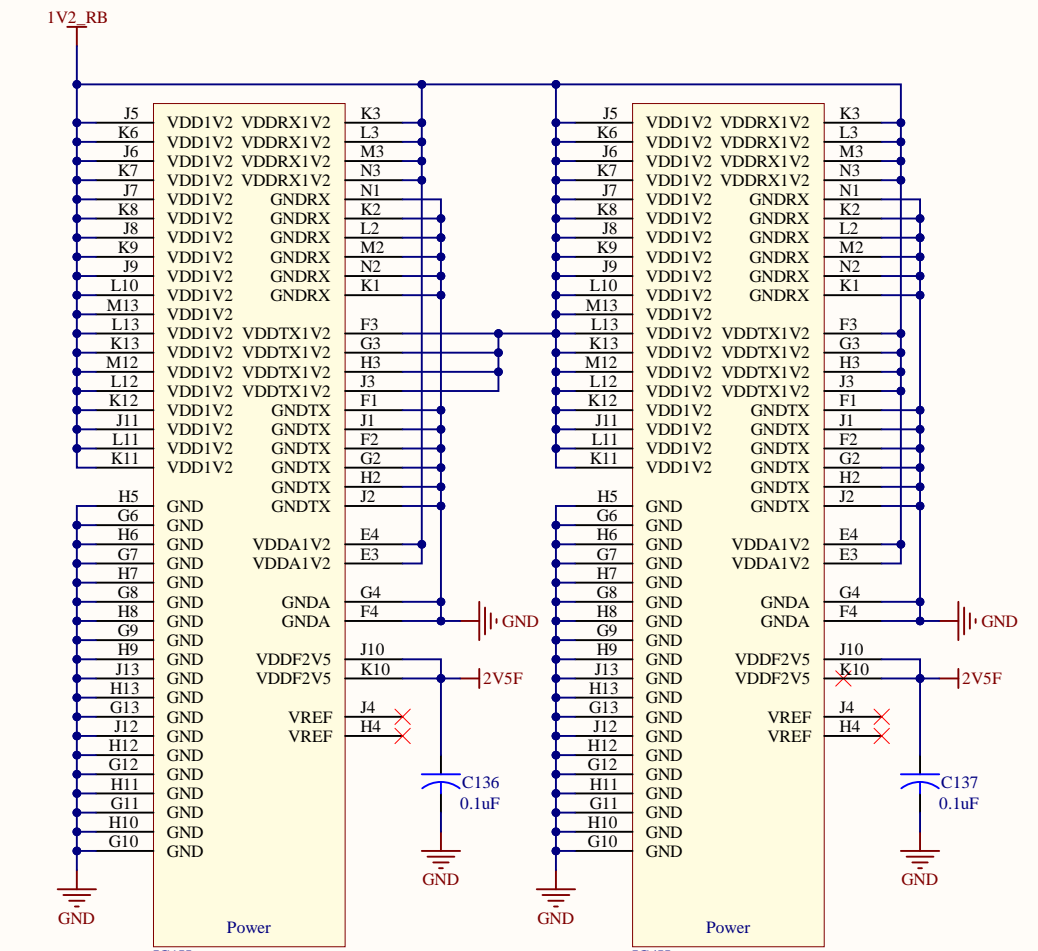 1V2_RB
J5 VDD1V2 VDDRX1V2 K3 J5 VDD1V2 VDDRX1V2 K3
K6 VDD1V2 VDDRX1V2 L3 K6 VDD1V2 VDDRX1V2 L3
J6 VDD1V2 VDDRX1V2 M3 J6 VDD1V2 VDDRX1V2 M3
K7 VDD1V2 VDDRX1V2 N3 K7 VDD1V2 VDDRX1V2 N3
J7 VDD1V2 GNDRX N1 J7 VDD1V2 GNDRX N1
K8 VDD1V2 GNDRX K2 K8 VDD1V2 GNDRX K2
J8 VDD1V2 GNDRX L2 J8 VDD1V2 GNDRX L2
K9 VDD1V2 GNDRX M2 K9 VDD1V2 GNDRX M2
J9 VDD1V2 GNDRX N2 J9 VDD1V2 GNDRX N2
L10 VDD1V2 GNDRX K1 L10 VDD1V2 GNDRX K1
M13 VDD1V2 M13 VDD1V2
L13 VDD1V2 VDDTX1V2 F3 L13 VDD1V2 VDDTX1V2 F3
K13 VDD1V2 VDDTX1V2 G3 K13 VDD1V2 VDDTX1V2 G3
M12 VDD1V2 VDDTX1V2 H3 M12 VDD1V2 VDDTX1V2 H3
L12 VDD1V2 VDDTX1V2 J3 L12 VDD1V2 VDDTX1V2 J3
K12 VDD1V2 GNDTX F1 K12 VDD1V2 GNDTX F1
J11 VDD1V2 GNDTX J1 J11 VDD1V2 GNDTX J1
L11 VDD1V2 GNDTX F2 L11 VDD1V2 GNDTX F2
K11 VDD1V2 GNDTX G2 K11 VDD1V2 GNDTX G2
GNDTX H2 GNDTX H2
H5 GND GNDTX J2 H5 GND GNDTX J2
G6 GND G6 GND
H6 GND VDDA1V2 E4 H6 GND VDDA1V2 E4
G7 GND VDDA1V2 E3 G7 GND VDDA1V2 E3
H7 GND H7 GND
G8 GND GNDA G4 G8 GND GNDA G4
H8 GND GNDA F4 GND H8 GND GNDA F4 GND
G9 GND G9 GND
H9 GND VDDF2V5 J10 H9 GND VDDF2V5 J10
J13 GND VDDF2V5 K10 2V5F J13 GND VDDF2V5 K10 2V5F
H13 GND H13 GND
G13 GND VREF J4 G13 GND VREF J4
J12 GND VREF H4 J12 GND VREF H4
H12 GND H12 GND
G12 GND G12 GND
H11 GND C136 H11 GND C137
G11 GND 0.1uF G11 GND 0.1uF
H10 GND H10 GND
G10 GND G10 GND
GND GND
GND GND
Power Power